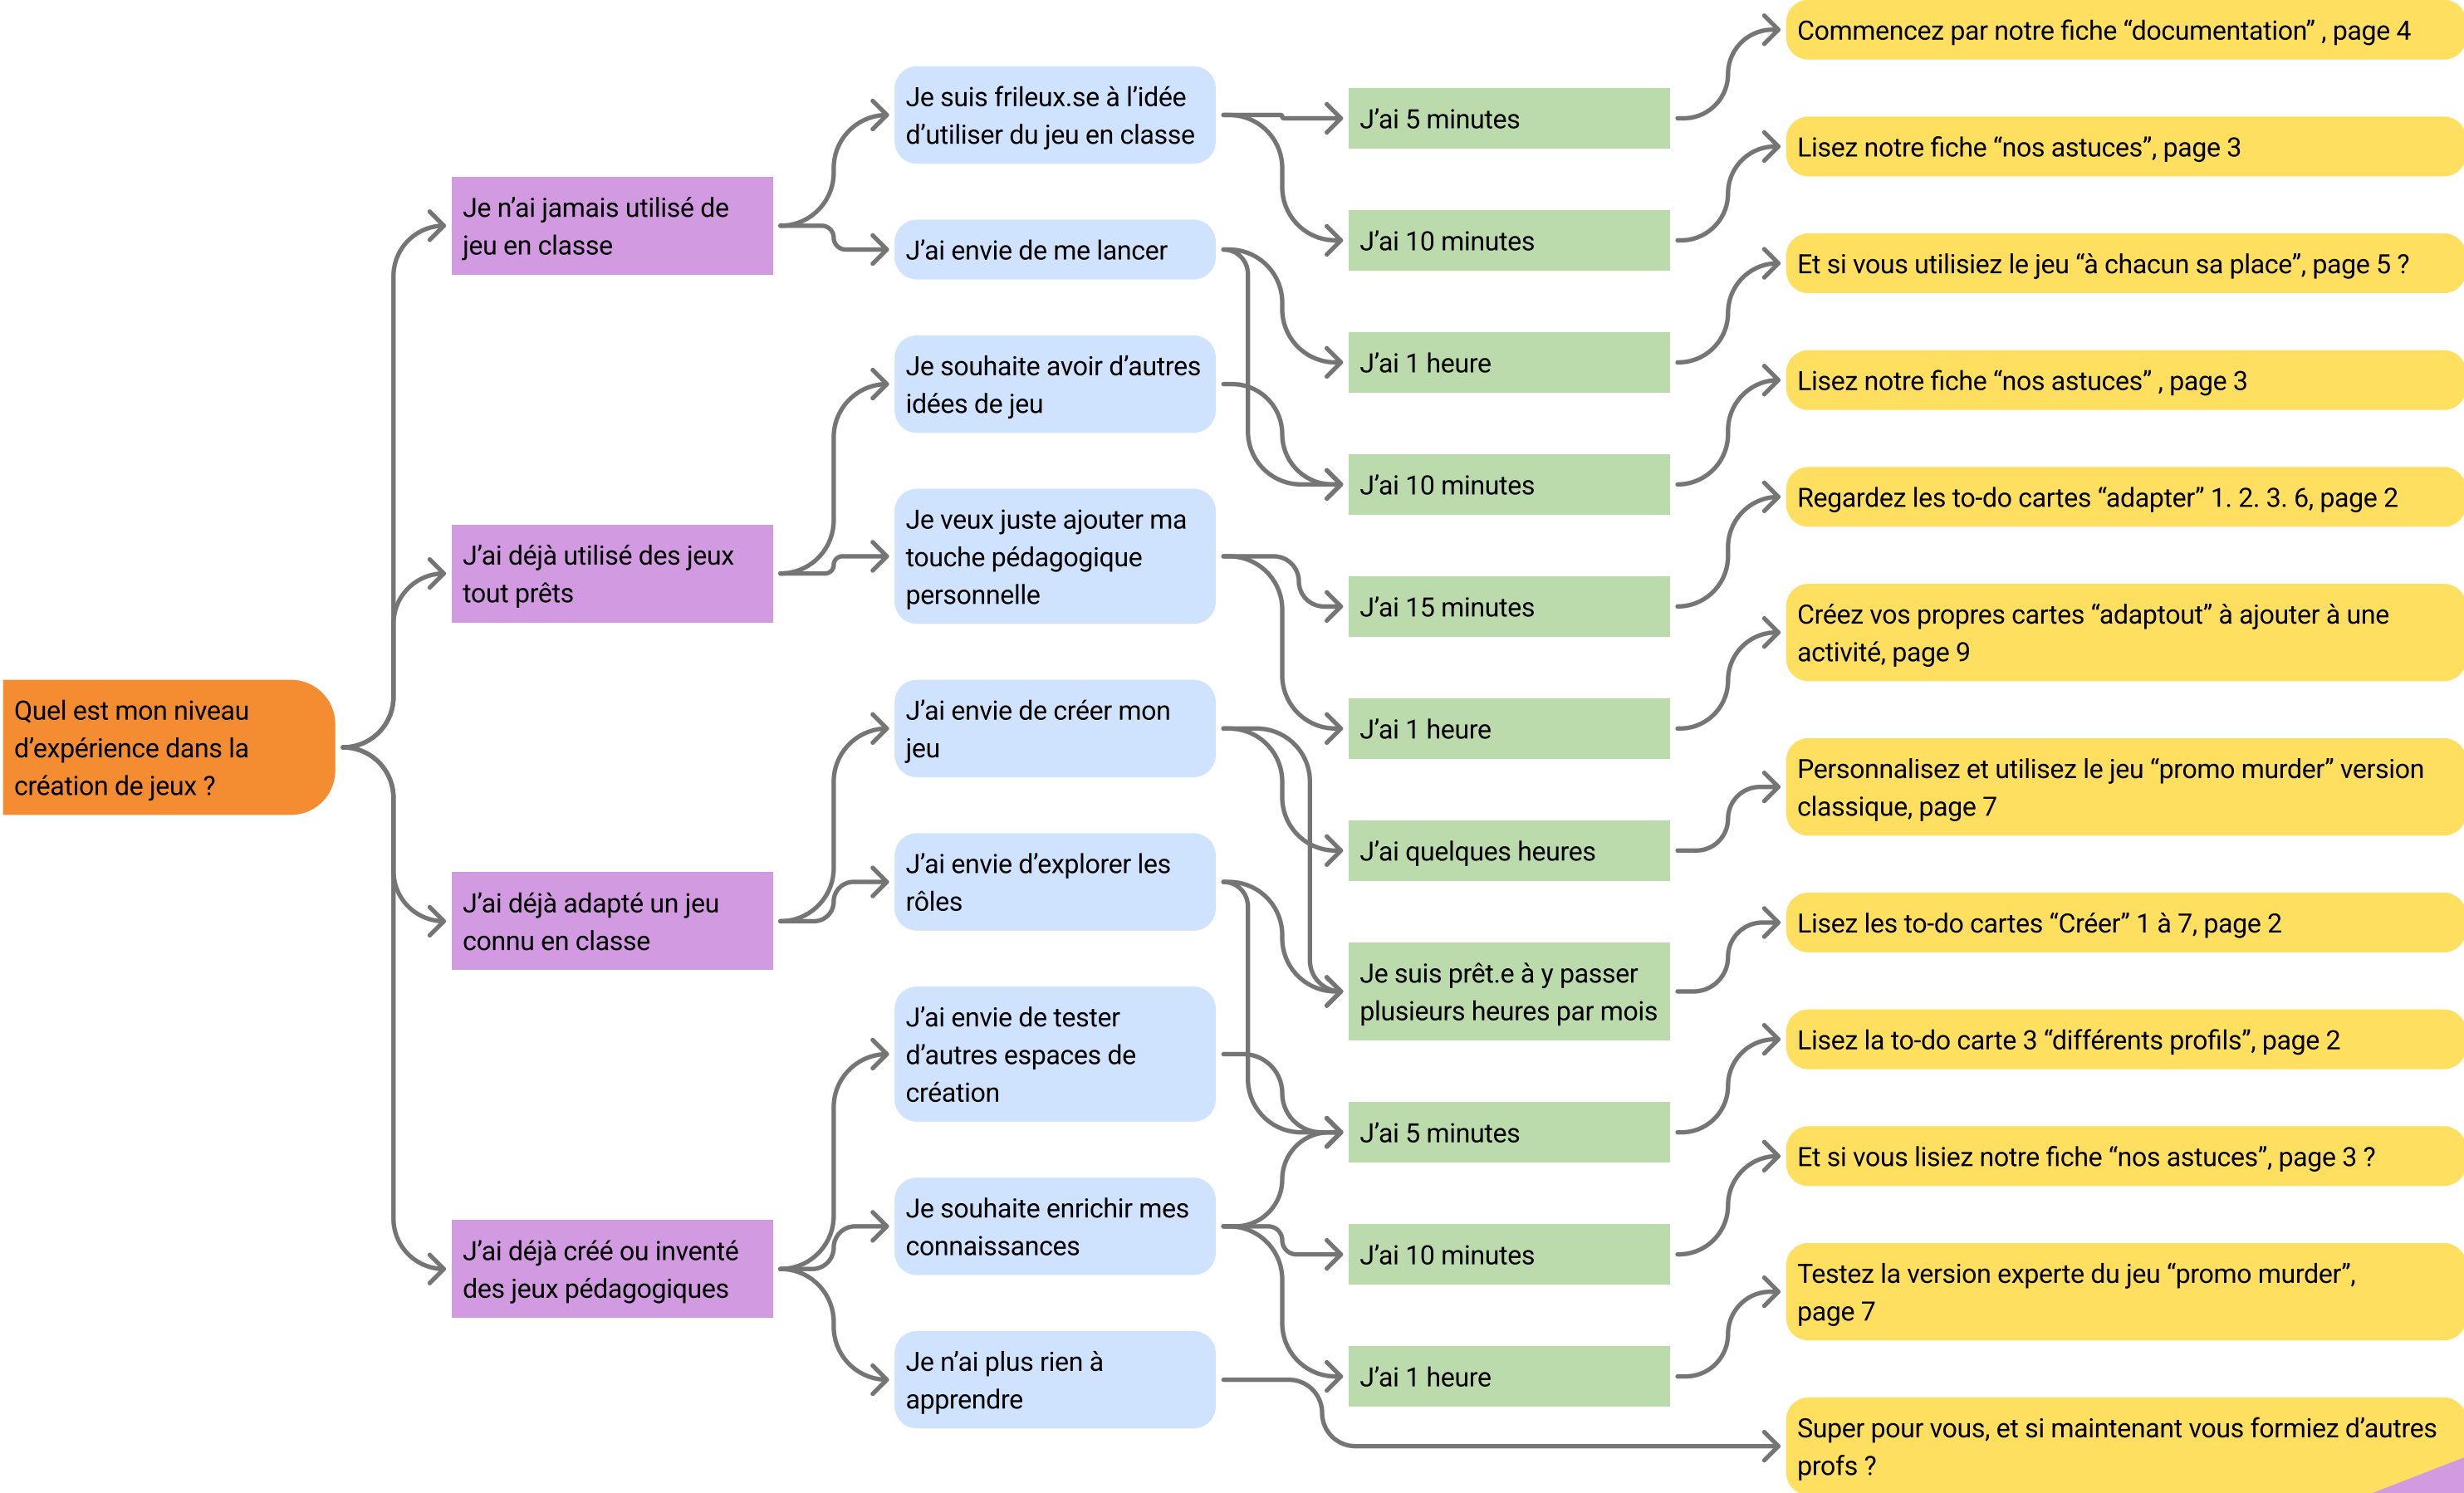 Quel est mon niveau
d’expérience dans la
création de jeux ?
Je n’ai jamais utilisé de
jeu en classe
J’ai déjà utilisé des jeux
tout prêts
J’ai déjà adapté un jeu
connu en classe
J’ai déjà créé ou inventé
des jeux pédagogiques
Je suis frileux.se à l’idée
d’utiliser du jeu en classe
J’ai envie de me lancer
Je souhaite avoir d’autres
idées de jeu
Je veux juste ajouter ma
touche pédagogique
personnelle
J’ai envie de créer mon
jeu
J’ai envie d’explorer les
rôles
J’ai envie de tester
d’autres espaces de
création
Je souhaite enrichir mes
connaissances
Je n’ai plus rien à
apprendre
J’ai 5 minutes
J’ai 10 minutes
J’ai 1 heure
J’ai 10 minutes
J’ai 15 minutes
J’ai 1 heure
J’ai quelques heures
Je suis prêt.e à y passer
plusieurs heures par mois
J’ai 5 minutes
J’ai 10 minutes
J’ai 1 heure
Commencez par notre fiche “documentation” , page 4
Lisez notre fiche “nos astuces”, page 3
Et si vous utilisiez le jeu “à chacun sa place”, page 5 ?
Lisez notre fiche “nos astuces” , page 3
Regardez les to-do cartes “adapter” 1. 2. 3. 6, page 2
Créez vos propres cartes “adaptout” à ajouter à une
activité, page 9
Personnalisez et utilisez le jeu “promo murder” version
classique, page 7
Lisez les to-do cartes “Créer” 1 à 7, page 2
Lisez la to-do carte 3 “différents profils”, page 2
Et si vous lisiez notre fiche “nos astuces”, page 3 ?
Testez la version experte du jeu “promo murder”,
page 7
Super pour vous, et si maintenant vous formiez d’autres
profs ?